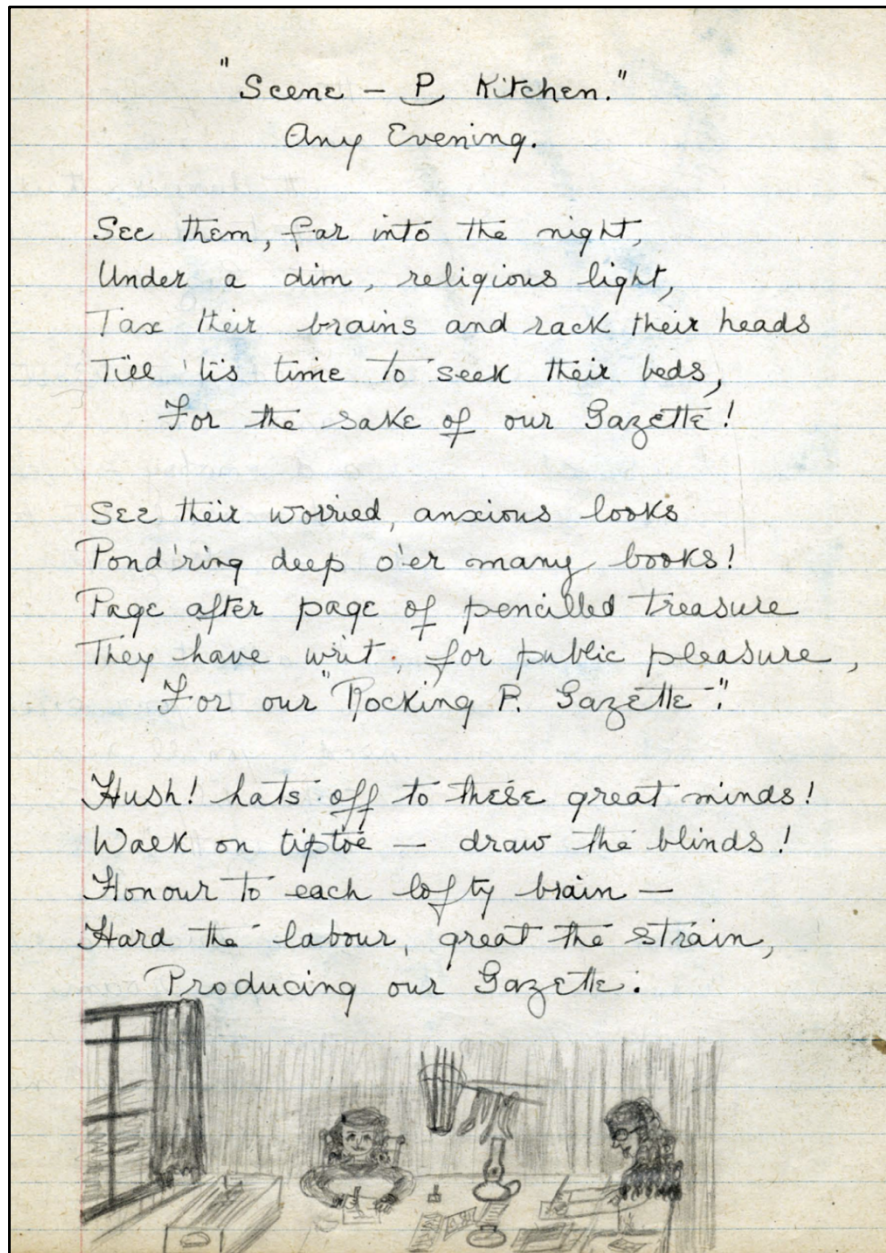 "Scene - P Kitchen."
Any Evening.
See them, far into the night,
Under a dim, religious light,
Tax their brains and rack their heads
Till 'tis time to seek their beds,
For the sake of our Gazette!
See their worried, anxious looks
Pond'ring deep o'er many books!
Page after page of pencilled treasure
They have writ, for public pleasure,
For our "Rocking P. Gazette".
Hush! hats off to these great minds!
Walk on tiptoe - draw the blinds!
Honour to each lofty brain -
Hard the labour, great the strain,
Producing our Gazette.